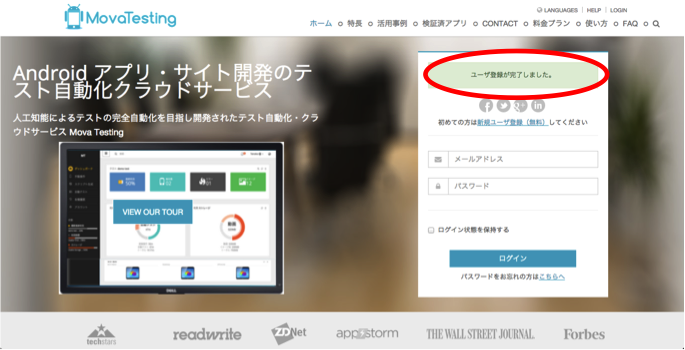 MovaTesting
LANGUAGES | HELP | LOGIN
ホーム 特長 活用事例 検証済アプリ CONTACT 料金プラン 使い方 FAQ
Android アプリ・サイト開発のテ
スト自動化クラウドサービス
人工知能によるテストの完全自動化を目指し開発されたテスト自動化・クラ
ウドサービス Mova Testing
VIEW OUR TOUR
DELL
ユーザ登録が完了しました。
初めての方は新規ユーザ登録（無料）してください
メールアドレス
パスワード
ログイン状態を保持する
ログイン
パスワードをお忘れの方はこちらへ
techstars
readwrite
ZDNet
appstorm
THE WALL STREET JOURNAL.
Forbes